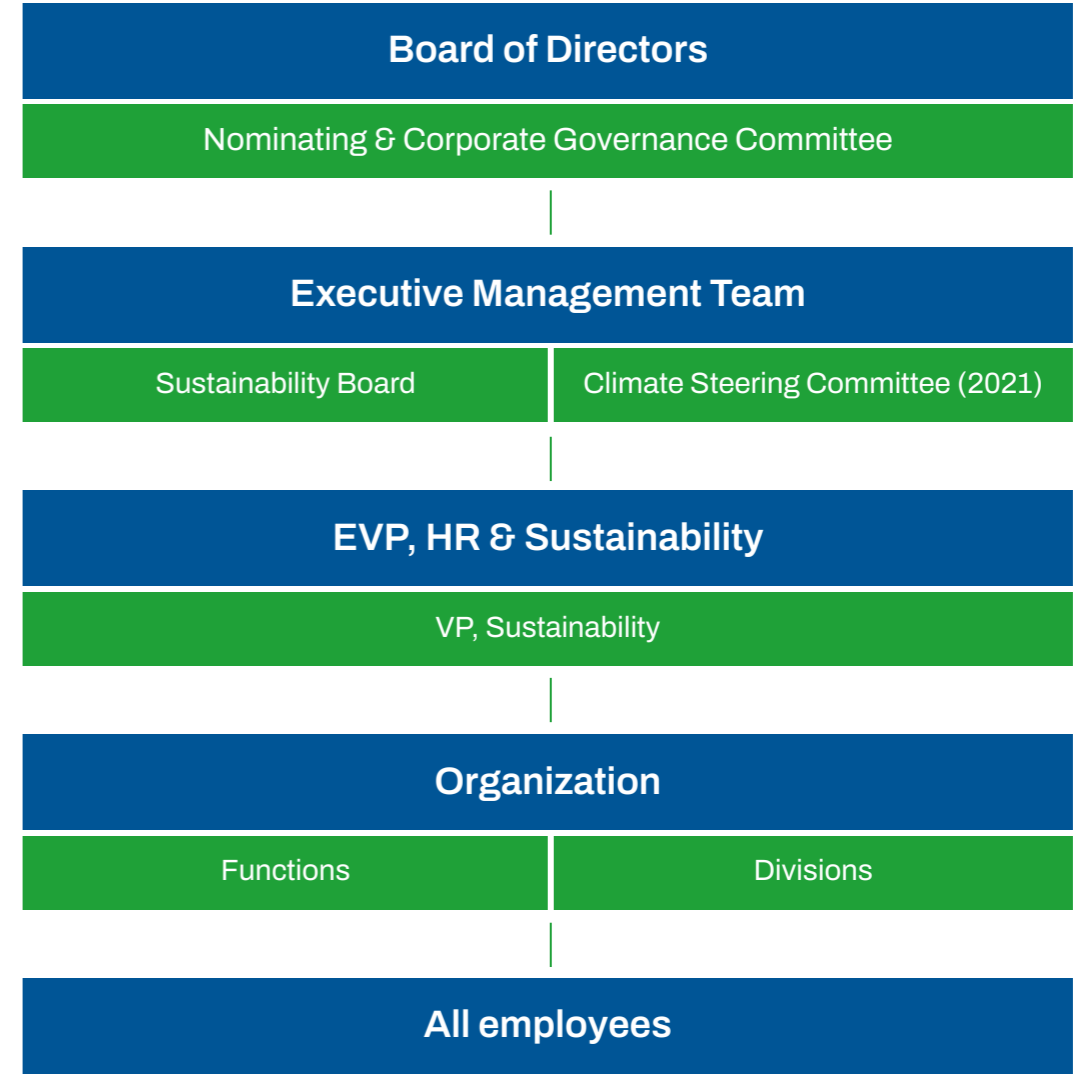 Board of Directors
Nominating & Corporate Governance Committee
Executive Management Team
Sustainability Board
Climate Steering Committee (2021)
EVP, HR & Sustainability
VP, Sustainability
Organization
Functions
Divisions
All employees